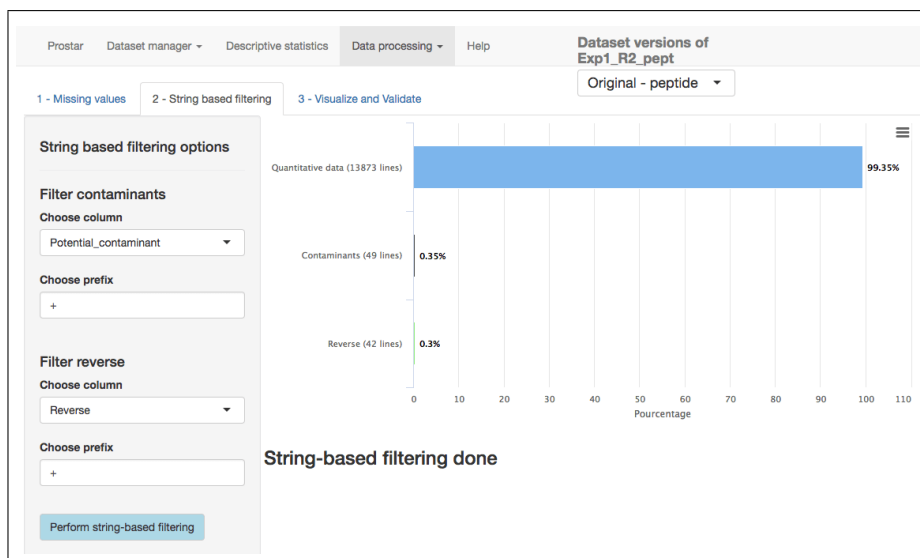 Prostar
Dataset manager
Descriptive statistics
Data processing
Help
Dataset versions of
Exp1_R2_pept
Original - peptide
1 - Missing values
2 - String based filtering
3 - Visualize and Validate
String based filtering options
Filter contaminants
Choose column
Potential_contaminant
Choose prefix
+
Filter reverse
Choose column
Reverse
Choose prefix
+
Perform string-based filtering
Quantitative data (13873 lines)
99.35%
Contaminants (49 lines)
0.35%
Reverse (42 lines)
0.3%
0 10 20 30 40 50 60 70 80 90 100 110
Pourcentage
String-based filtering done